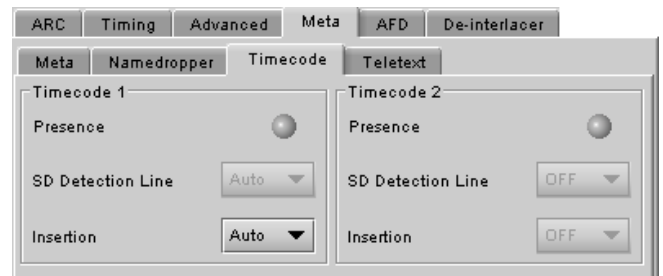 ARC Timing Advanced Meta AFD De-interlacer
Meta Namedropper Timecode Teletext
Timecode 1 Timecode 2
Presence Presence
SD Detection Line Auto SD Detection Line OFF
Insertion Auto Insertion OFF